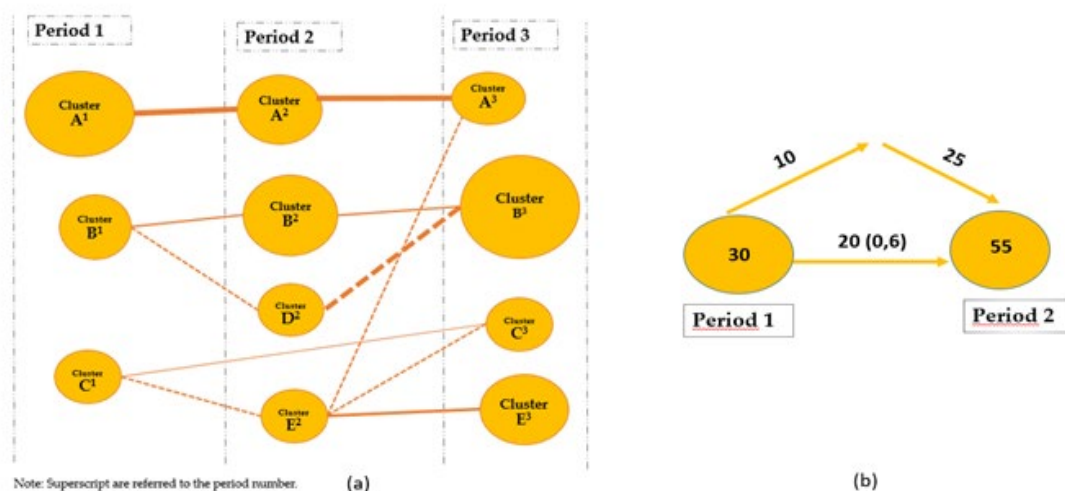 Period 1
Period 2
Period 3
Cluster
A¹
Cluster
A²
Cluster
A³
Cluster
B¹
Cluster
B²
Cluster
B³
Cluster
D²
Cluster
C¹
Cluster
C³
Cluster
E²
Cluster
E³
Note: Superscript are referred to the period number.
(a)
10
25
30
20 (0,6)
55
Period 1
Period 2
(b)